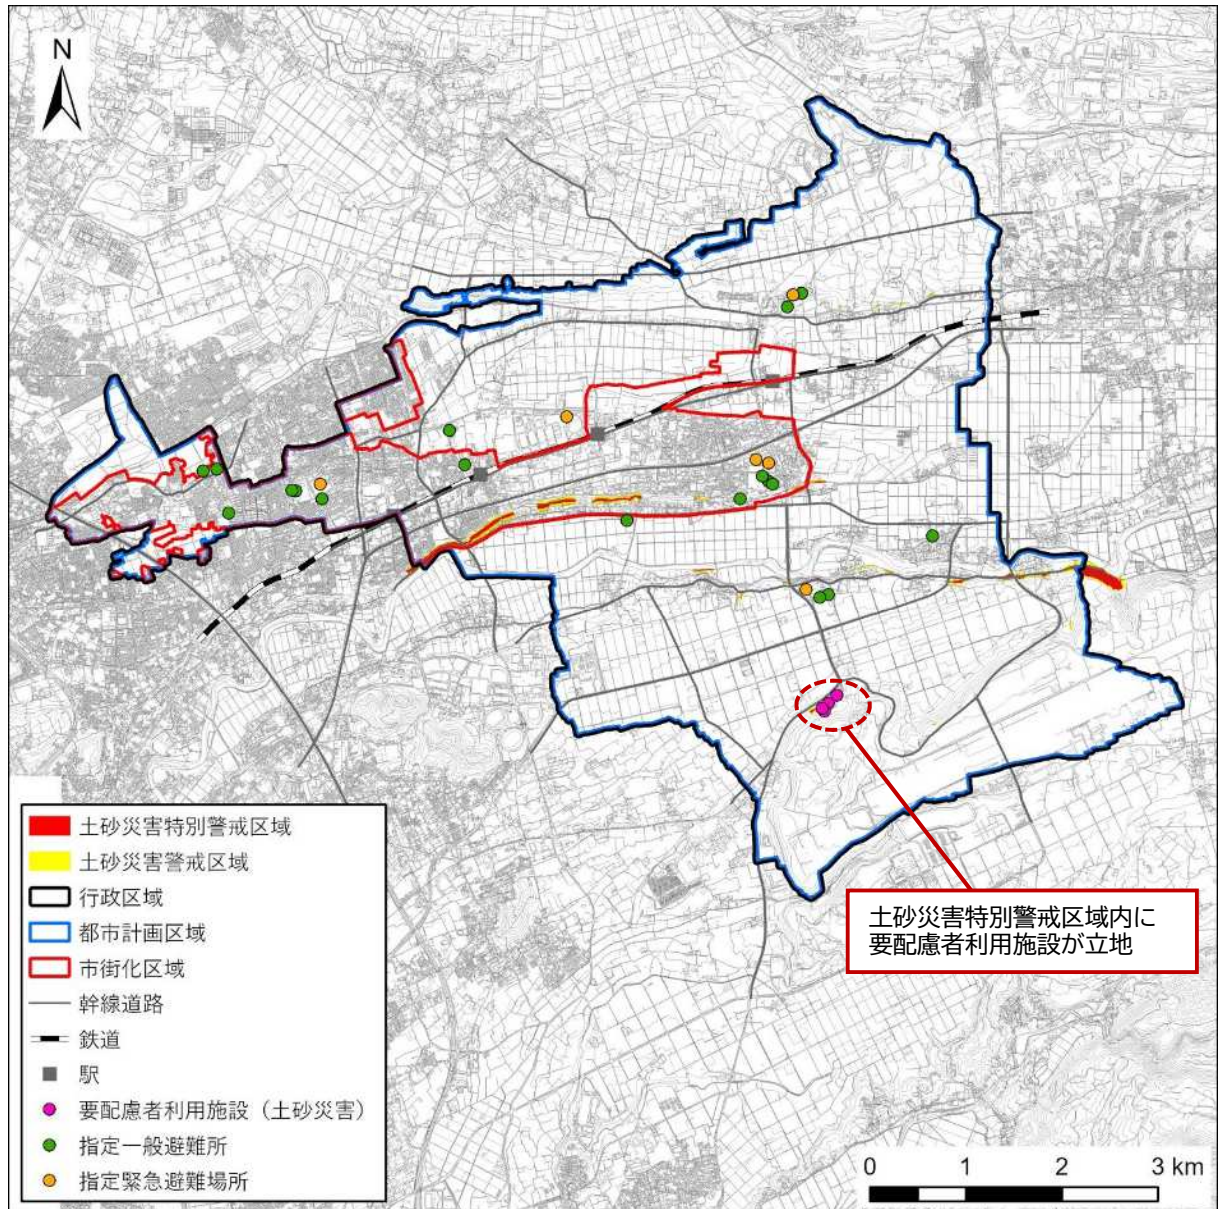 N
土砂災害特別警戒区域
土砂災害警戒区域
行政区域
都市計画区域
市街化区域
幹線道路
鉄道
駅
要配慮者利用施設（土砂災害）
指定一般避難所
指定緊急避難場所
土砂災害特別警戒区域内に
要配慮者利用施設が立地
0 1 2 3 km